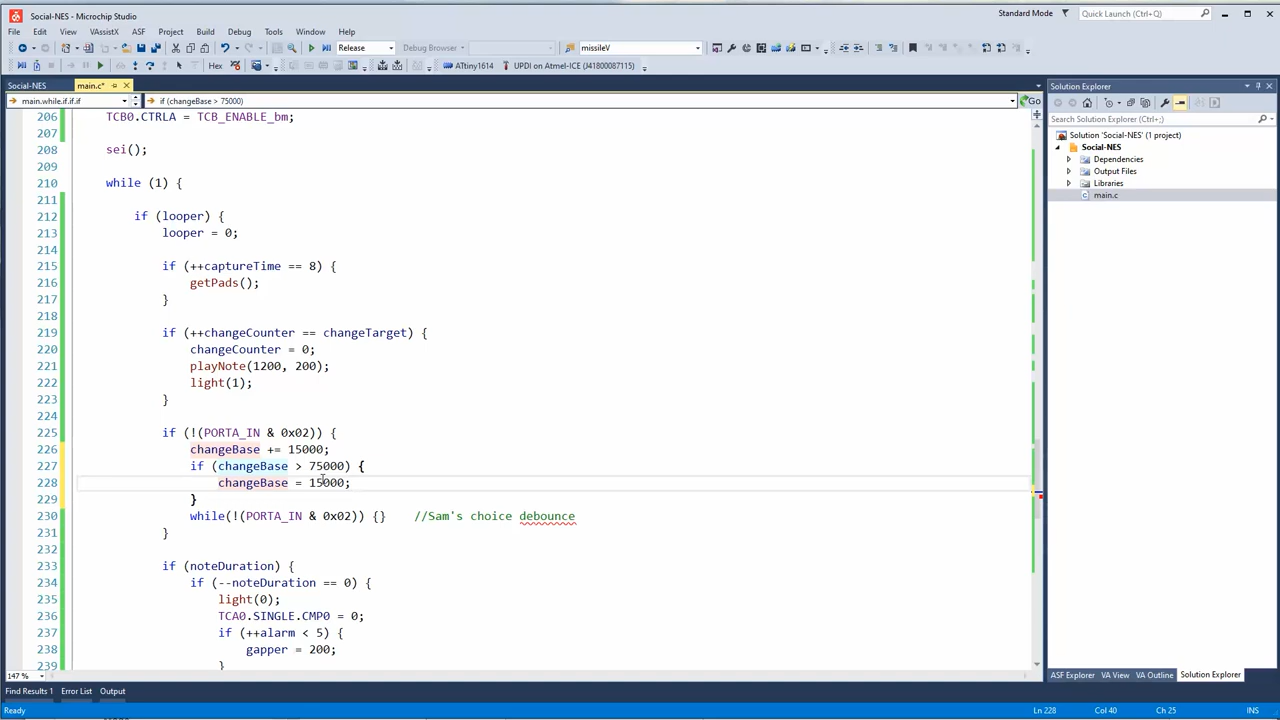 Social-NES - Microchip Studio
Standard Mode
Quick Launch (Ctrl+;)
File Edit View VAssistX ASF Project Build Debug Tools Window Help
Release
Debug Browser
missileV
Hex
ATtiny1614
UPDI on Atmel-ICE (J41800087115)
Social-NES
main.c*
main.while.if.if.if
if (changeBase > 75000)
Go
206 TCB0.CTRLA = TCB_ENABLE_bm;
207
208 sei();
209
210 while (1) {
211
212 if (looper) {
213 looper = 0;
214
215 if (++captureTime == 8) {
216 getPads();
217 }
218
219 if (++changeCounter == changeTarget) {
220 changeCounter = 0;
221 playNote(1200, 200);
222 light(1);
223 }
224
225 if (!(PORTA_IN & 0x02)) {
226 changeBase += 15000;
227 if (changeBase > 75000) {
228 changeBase = 15000;
229 }
230 while(!(PORTA_IN & 0x02)) {} //Sam's choice debounce
231 }
232
233 if (noteDuration) {
234 if (--noteDuration == 0) {
235 light(0);
236 TCA0.SINGLE.CMP0 = 0;
237 if (++alarm < 5) {
238 gapper = 200;
239 }
147 %
Solution Explorer
Search Solution Explorer (Ctrl+;)
Solution 'Social-NES' (1 project)
Social-NES
Dependencies
Output Files
Libraries
main.c
ASF Explorer VA View VA Outline Solution Explorer
Find Results 1 Error List Output
Ready
Ln 228 Col 40 Ch 25 INS